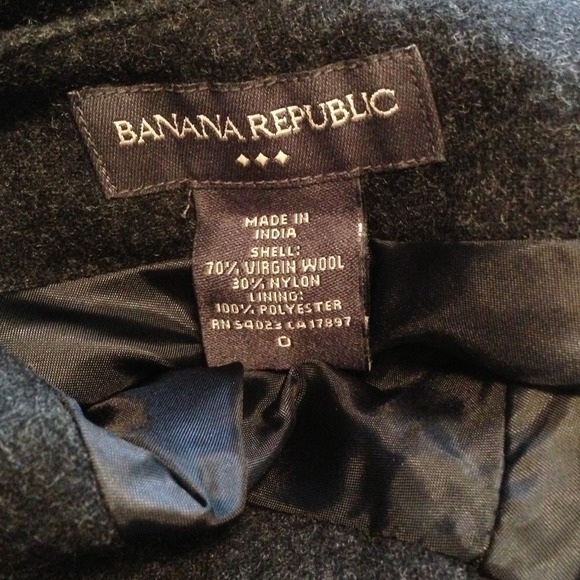 BANANA REPUBLIC
MADE IN
INDIA
SHELL:
70% VIRGIN WOOL
30% NYLON
LINING:
100% POLYESTER
RN 54023 CA 17897
0